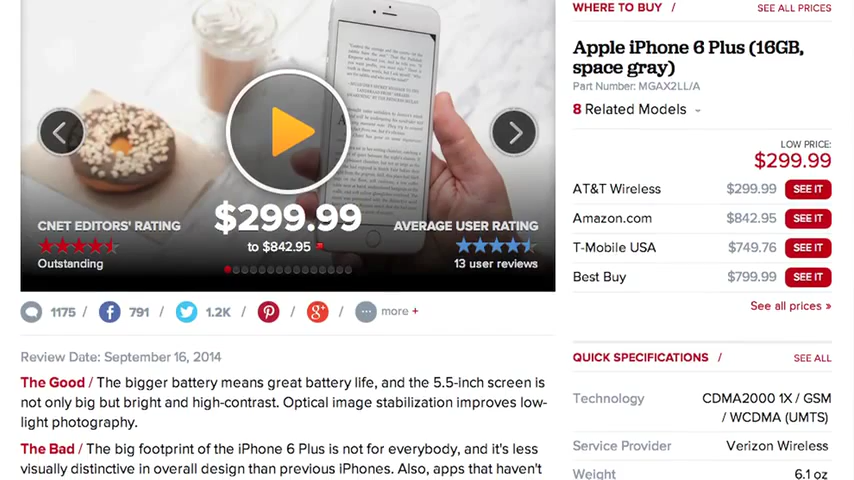 WHERE TO BUY /
SEE ALL PRICES
Apple iPhone 6 Plus (16GB,
space gray)
Part Number: MGAX2LL/A
8 Related Models
LOW PRICE:
$299.99
AT&T Wireless $299.99 SEE IT
Amazon.com $842.95 SEE IT
T-Mobile USA $749.76 SEE IT
Best Buy $799.99 SEE IT
See all prices »
CNET EDITORS' RATING
Outstanding
$299.99
to $842.95
AVERAGE USER RATING
13 user reviews
1175 / 791 / 1.2K / / / more +
Review Date: September 16, 2014
The Good / The bigger battery means great battery life, and the 5.5-inch screen is
not only big but bright and high-contrast. Optical image stabilization improves low-
light photography.
The Bad / The big footprint of the iPhone 6 Plus is not for everybody, and it's less
visually distinctive in overall design than previous iPhones. Also, apps that haven't
QUICK SPECIFICATIONS /
SEE ALL
Technology CDMA2000 1X / GSM
/ WCDMA (UMTS)
Service Provider Verizon Wireless
Weight 6.1 oz